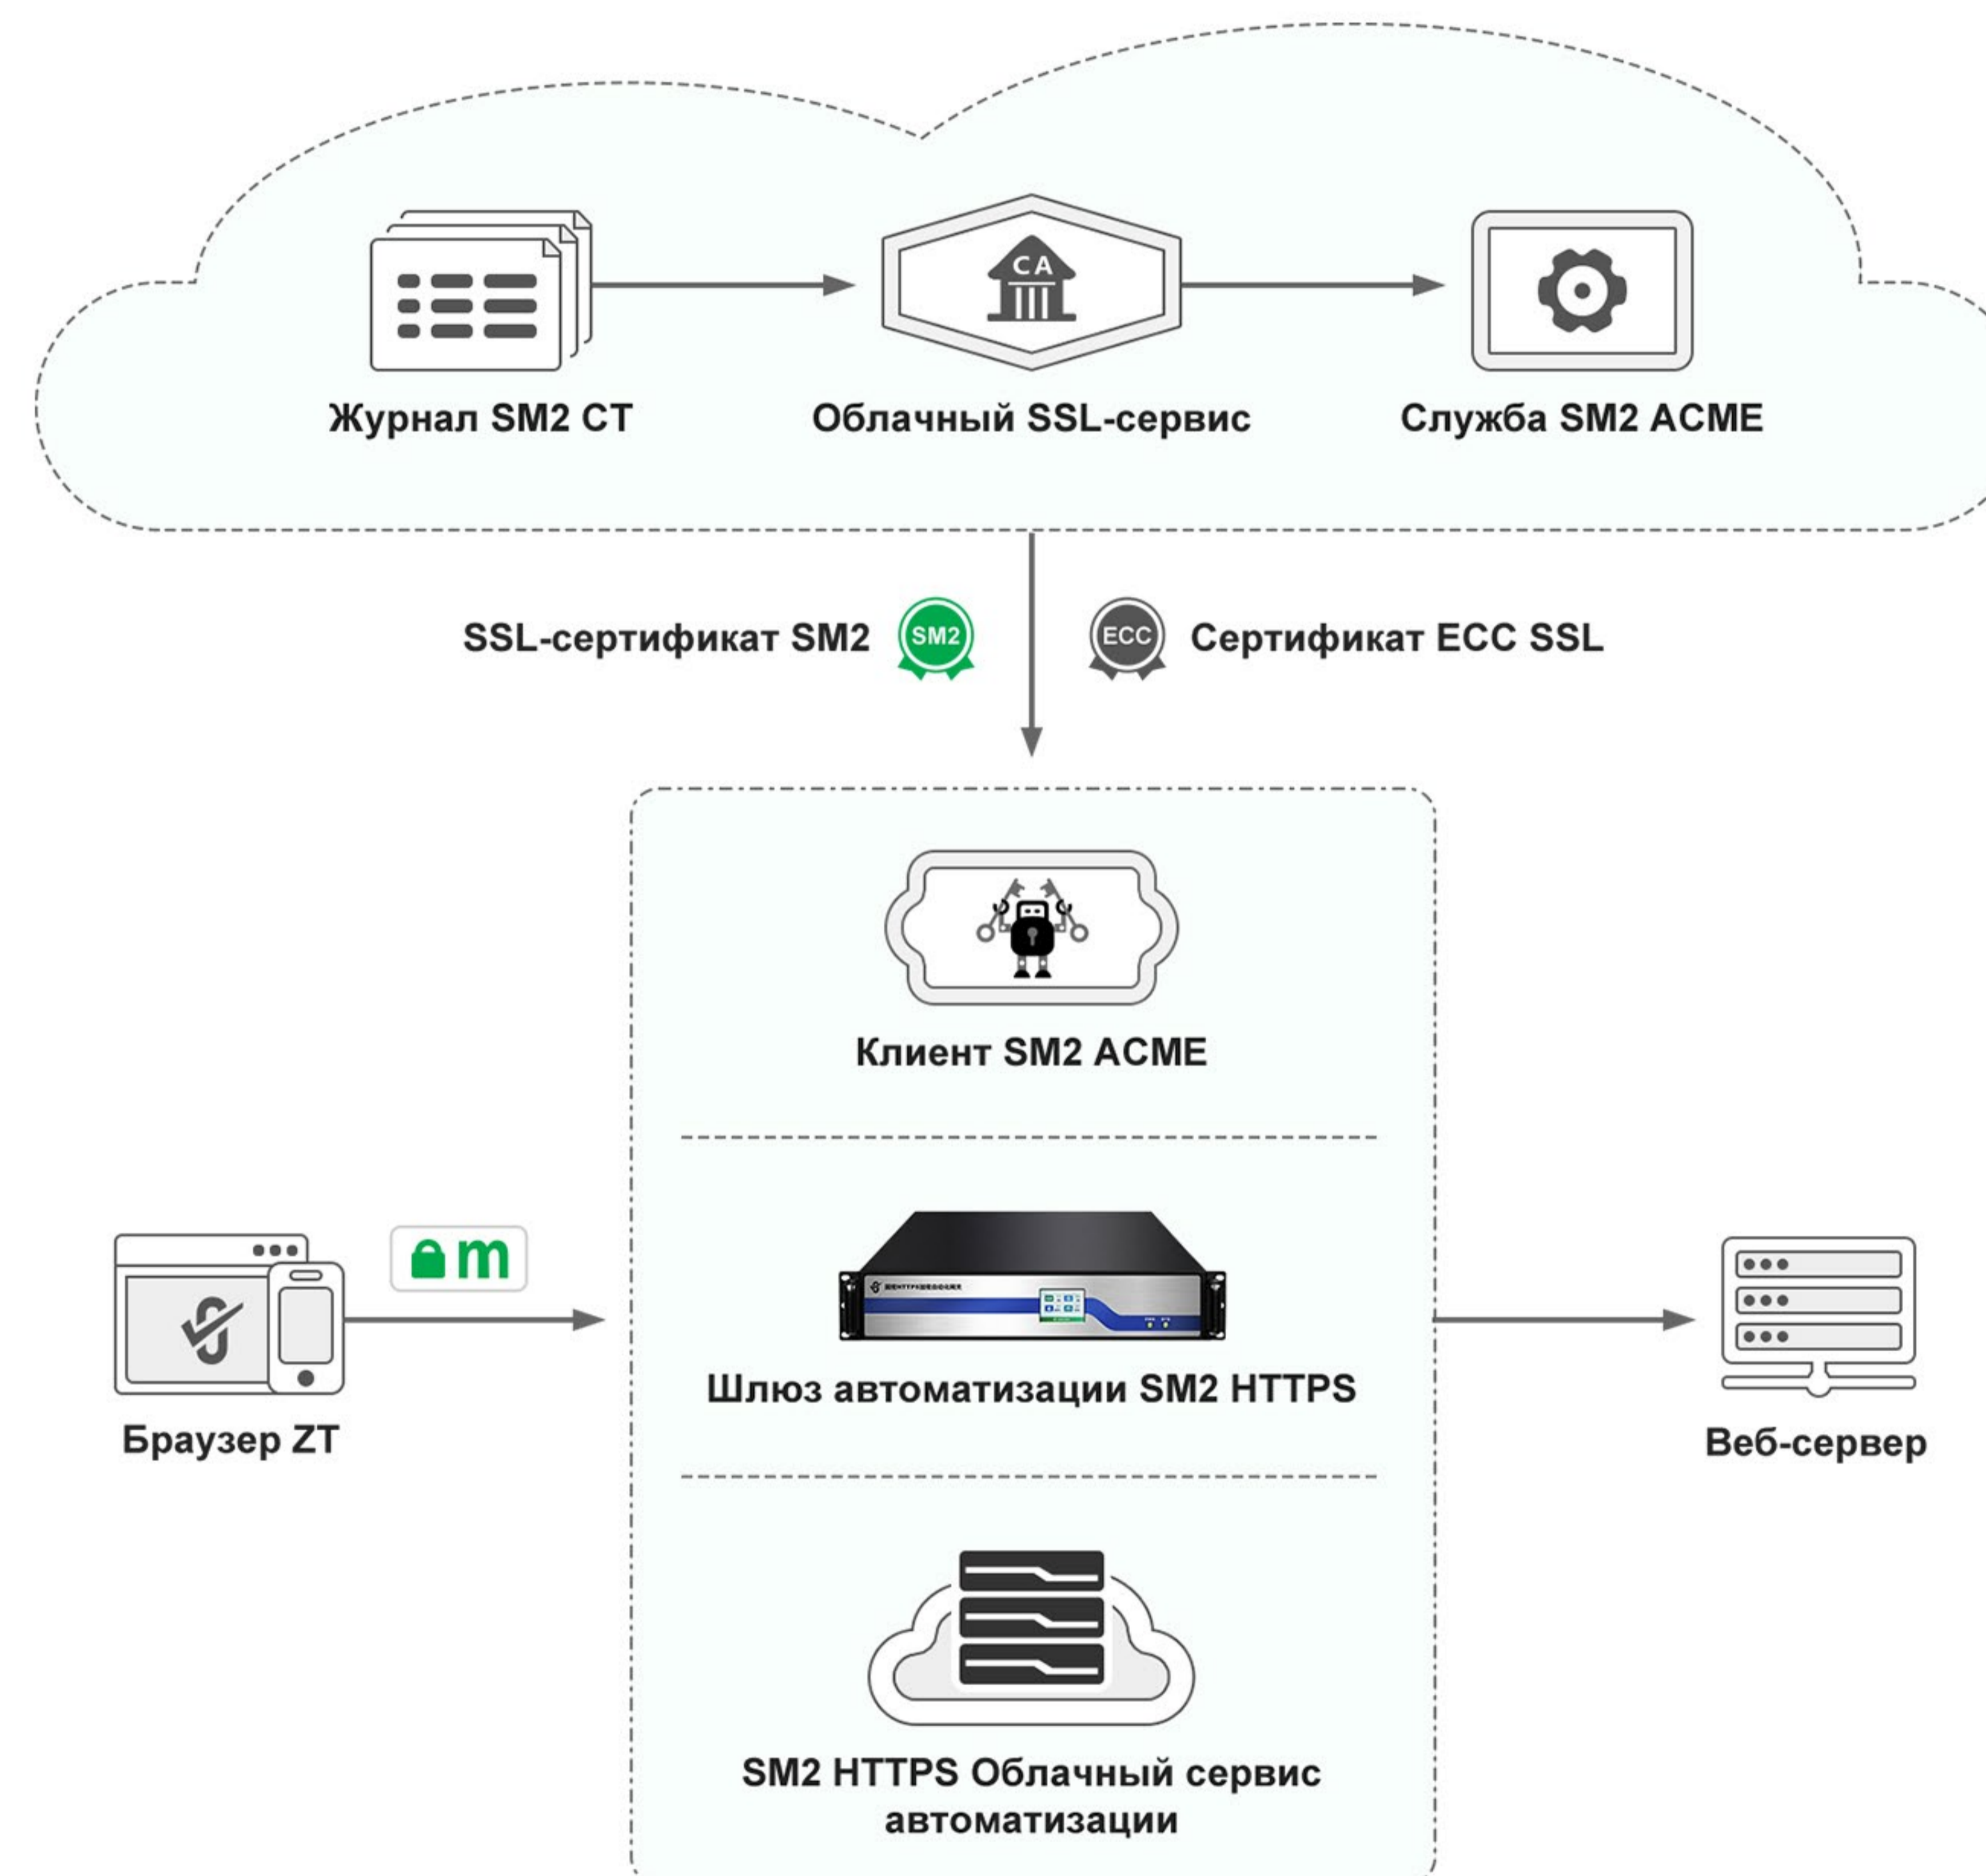 CA
Журнал SM2 CT
Облачный SSL-сервис
Служба SM2 ACME
SSL-сертификат SM2
SM2
ECC
Сертификат ECC SSL
Клиент SM2 ACME
m
Шлюз автоматизации SM2 HTTPS
Браузер ZT
Веб-сервер
SM2 HTTPS Облачный сервис
автоматизации